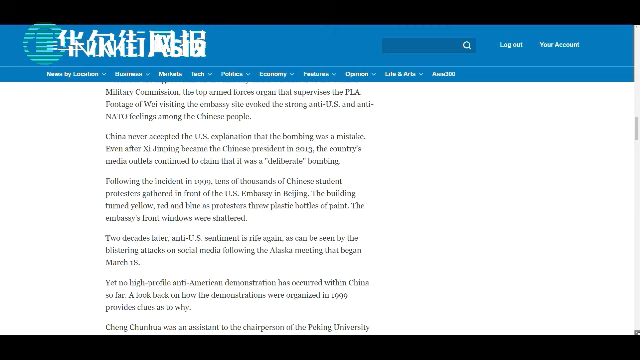 华尔街风报
Asia
Log out
Your Account
News by Location
Business
Markets
Tech
Politics
Economy
Features
Opinion
Life & Arts
Asia300
Military Commission, the top armed forces organ that supervises the PLA.
Footage of Wei visiting the embassy site evoked the strong anti-U.S. and anti-
NATO feelings among the Chinese people.
China never accepted the U.S. explanation that the bombing was a mistake.
Even after Xi Jinping became the Chinese president in 2013, the country's
media outlets continued to claim that it was a "deliberate" bombing.
Following the incident in 1999, tens of thousands of Chinese student
protesters gathered in front of the U.S. Embassy in Beijing. The building
turned yellow, red and blue as protesters threw plastic bottles of paint. The
embassy's front windows were shattered.
Two decades later, anti-U.S. sentiment is rife again, as can be seen by the
blistering attacks on social media following the Alaska meeting that began
March 18.
Yet no high-profile anti-American demonstration has occurred within China
so far. A look back on how the demonstrations were organized in 1999
provides clues as to why.
Cheng Chunhua was an assistant to the chairperson of the Peking University